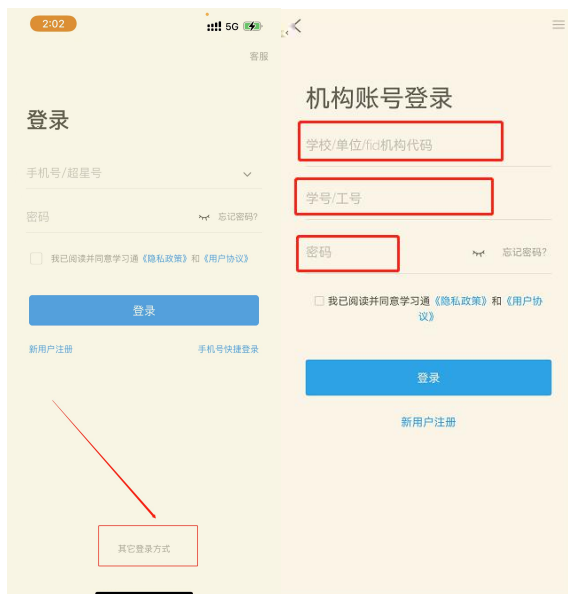 2:02
5G
客服
登录
手机号/超星号
密码
忘记密码?
我已阅读并同意学习通《隐私政策》和《用户协议》
登录
新用户注册
手机号快捷登录
其它登录方式
机构账号登录
学校/单位/fid机构代码
学号/工号
密码
忘记密码?
我已阅读并同意学习通《隐私政策》和《用户协
议》
登录
新用户注册